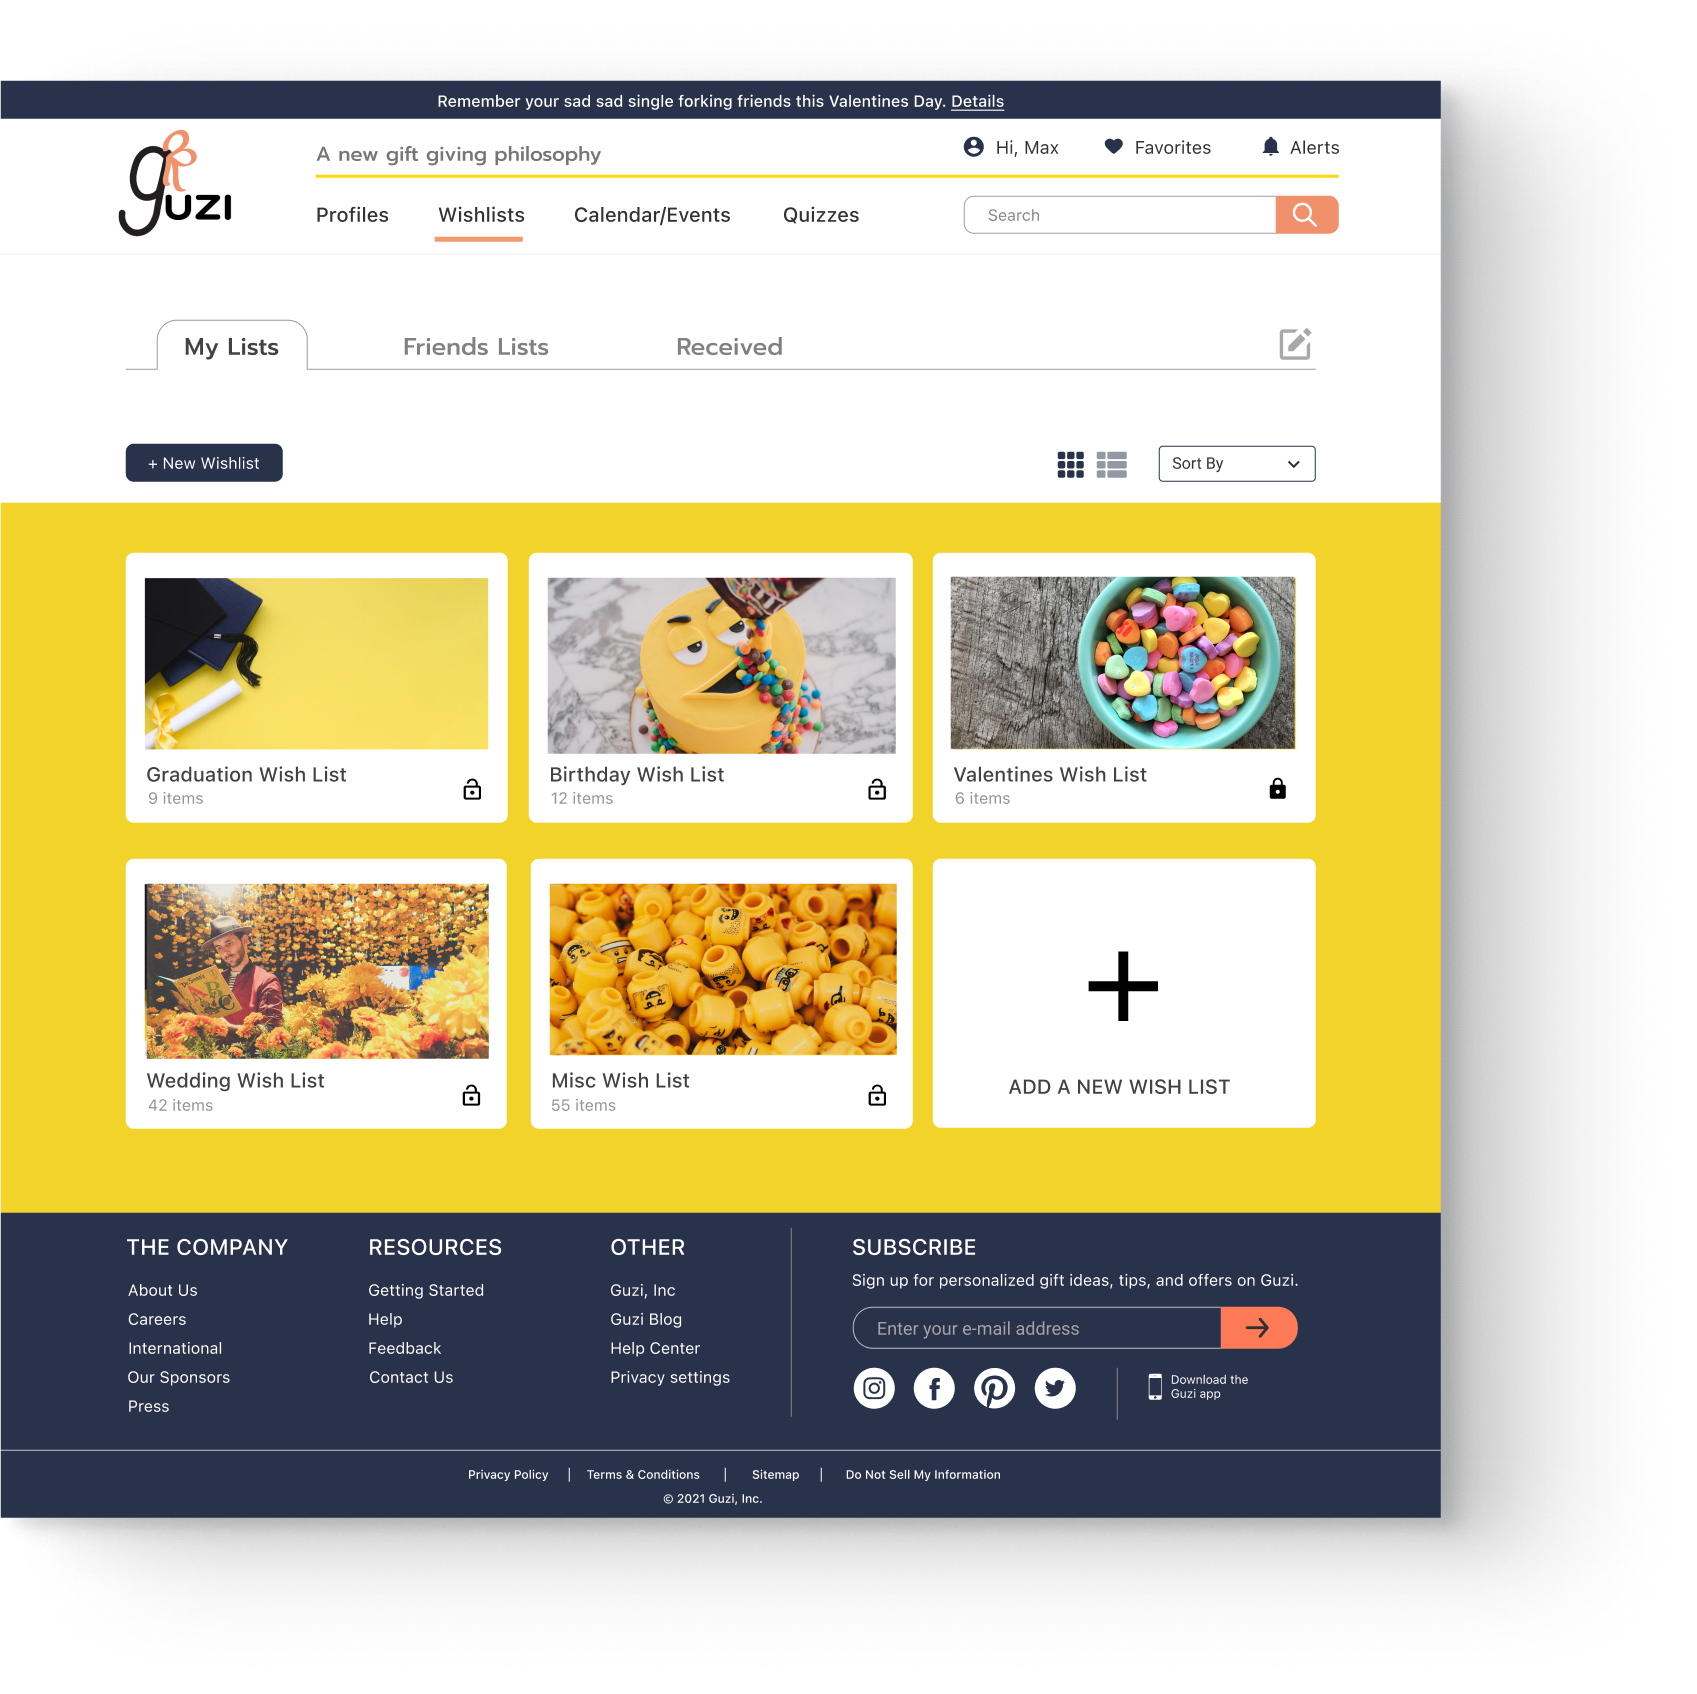 Remember your sad sad single forking friends this Valentines Day. Details
gUZI
A new gift giving philosophy
Hi, Max
Favorites
Alerts
Profiles
Wishlists
Calendar/Events
Quizzes
Search
My Lists
Friends Lists
Received
+ New Wishlist
Sort By
Graduation Wish List
9 items
Birthday Wish List
12 items
Valentines Wish List
6 items
Dr. Seuss's
ABC
Wedding Wish List
42 items
Misc Wish List
55 items
ADD A NEW WISH LIST
THE COMPANY
About Us
Careers
International
Our Sponsors
Press
RESOURCES
Getting Started
Help
Feedback
Contact Us
OTHER
Guzi, Inc
Guzi Blog
Help Center
Privacy settings
SUBSCRIBE
Sign up for personalized gift ideas, tips, and offers on Guzi.
Enter your e-mail address
Download the
Guzi app
Privacy Policy | Terms & Conditions | Sitemap | Do Not Sell My Information
© 2021 Guzi, Inc.